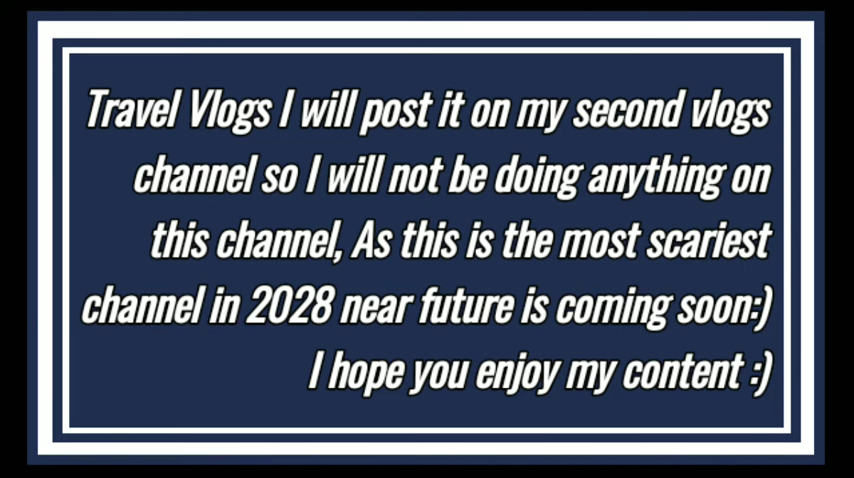 Travel Vlogs I will post it on my second vlogs
channel so I will not be doing anything on
this channel, As this is the most scariest
channel in 2028 near future is coming soon:)
I hope you enjoy my content :)